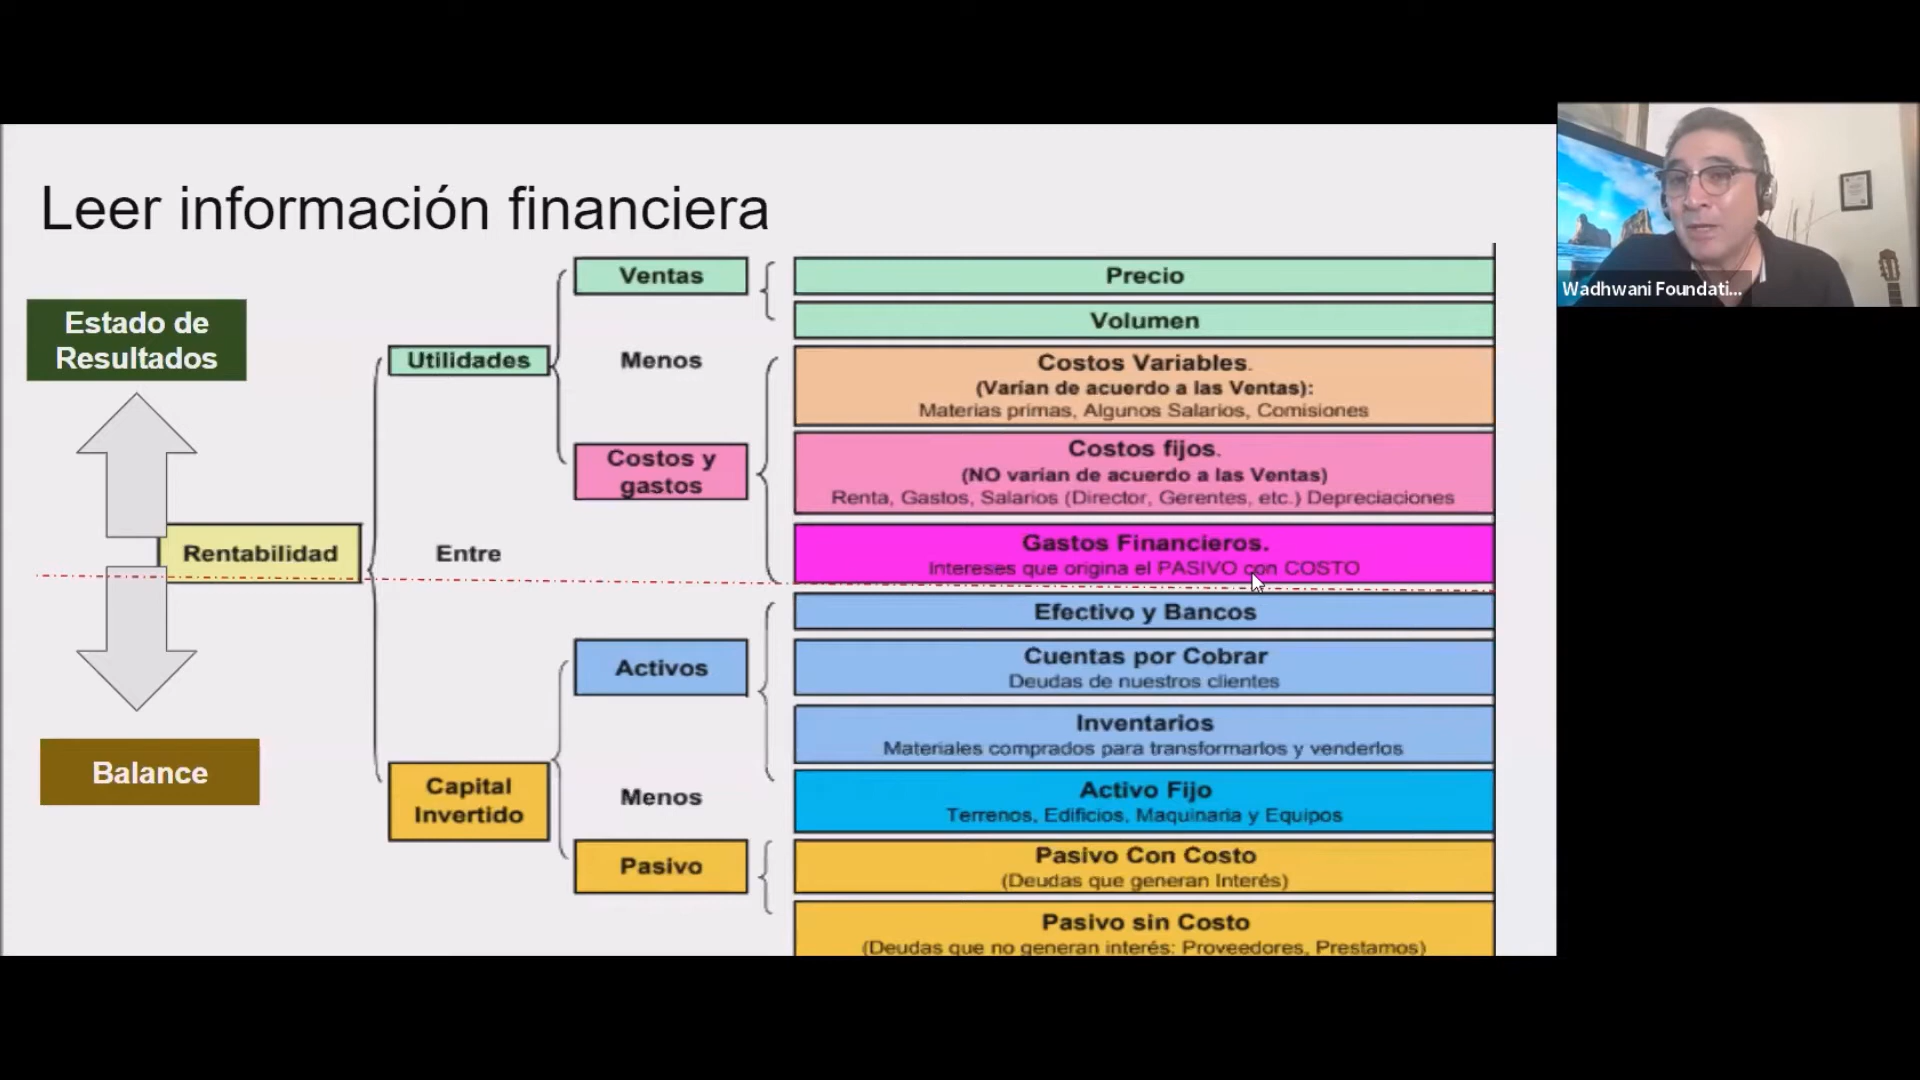 Leer información financiera
Estado de
Resultados
Balance
Rentabilidad
Utilidades
Entre
Capital
Invertido
Ventas
Menos
Costos y
gastos
Activos
Menos
Pasivo
Precio
Volumen
Costos Variables.
(Varían de acuerdo a las Ventas):
Materias primas, Algunos Salarios, Comisiones
Costos fijos.
(NO varían de acuerdo a las Ventas)
Renta, Gastos, Salarios (Director, Gerentes, etc.) Depreciaciones
Gastos Financieros.
Intereses que origina el PASIVO con COSTO
Efectivo y Bancos
Cuentas por Cobrar
Deudas de nuestros clientes
Inventarios
Materiales comprados para transformarlos y venderlos
Activo Fijo
Terrenos, Edificios, Maquinaria y Equipos
Pasivo Con Costo
(Deudas que generan Interés)
Pasivo sin Costo
(Deudas que no generan interés: Proveedores, Prestamos)
Wadhwani Foundati...